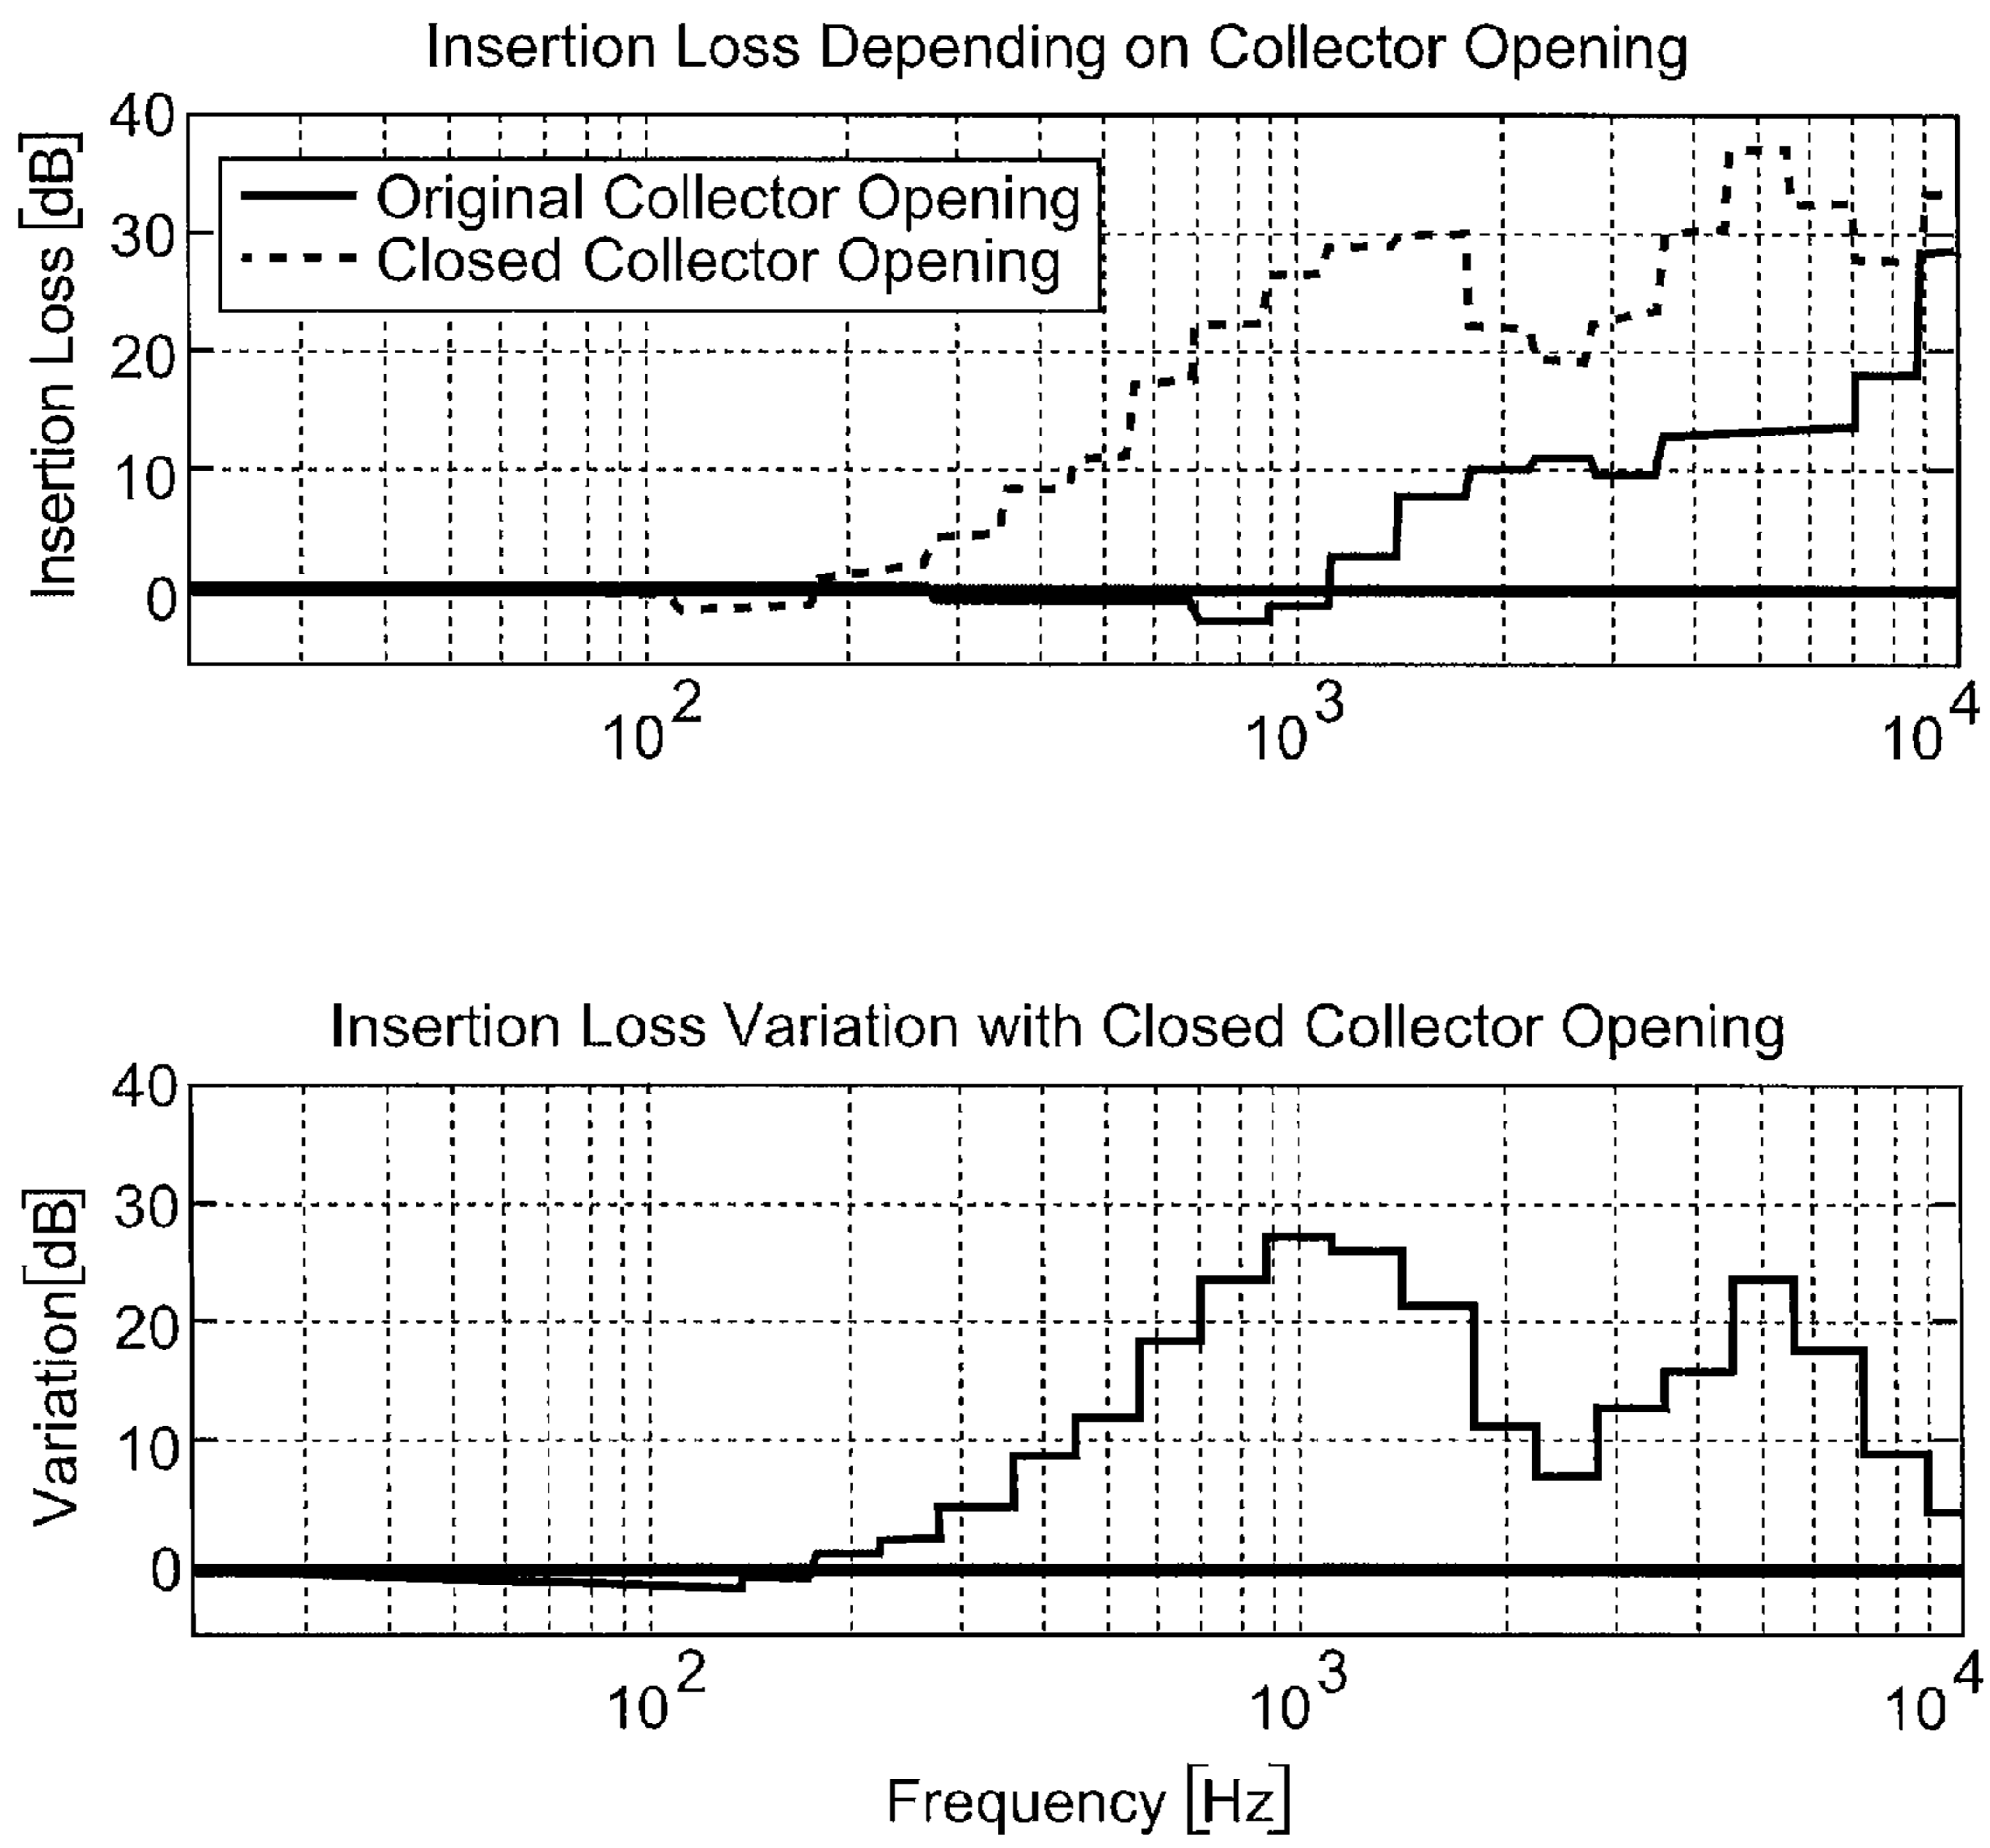 Insertion Loss Depending on Collector Opening
Insertion Loss [dB]
40
30
20
10
0
Original Collector Opening
Closed Collector Opening
10^2
10^3
10^4
Insertion Loss Variation with Closed Collector Opening
Variation[dB]
40
30
20
10
0
10^2
10^3
10^4
Frequency [Hz]